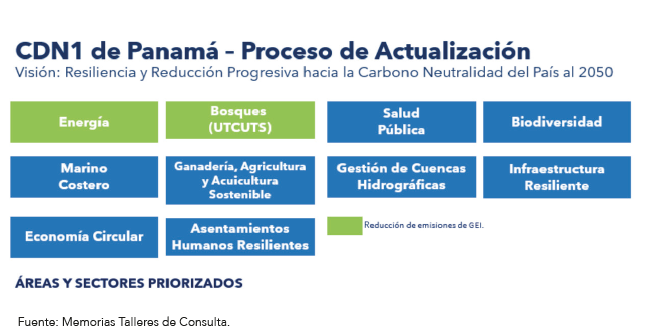 CDN1 de Panamá – Proceso de Actualización
Visión: Resiliencia y Reducción Progresiva hacia la Carbono Neutralidad del País al 2050
Energía
Bosques
(UTCUTS)
Salud
Pública
Biodiversidad
Marino
Costero
Ganadería, Agricultura
y Acuicultura
Sostenible
Gestión de Cuencas
Hidrográficas
Infraestructura
Resiliente
Economía Circular
Asentamientos
Humanos Resilientes
Reducción de emisiones de GEI.
ÁREAS Y SECTORES PRIORIZADOS
Fuente: Memorias Talleres de Consulta.